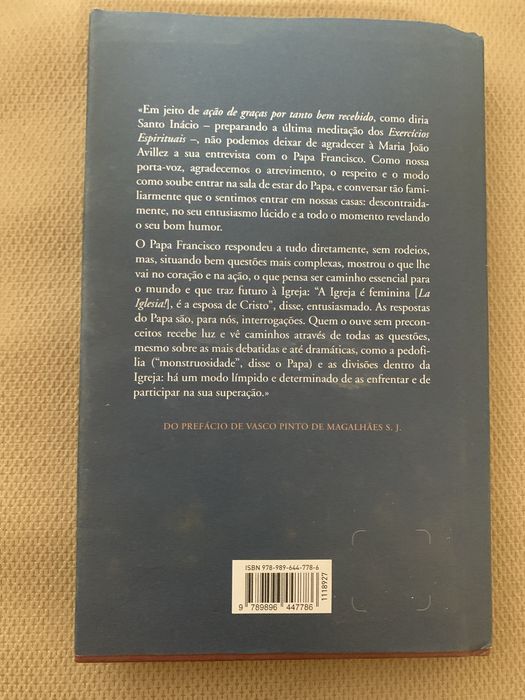 «Em jeito de ação de graças por tanto bem recebido, como diria
Santo Inácio – preparando a última meditação dos Exercícios
Espirituais –, não podemos deixar de agradecer à Maria João
Avillez a sua entrevista com o Papa Francisco. Como nossa
porta-voz, agradecemos o atrevimento, o respeito e o modo
como soube entrar na sala de estar do Papa, e conversar tão fami-
liarmente que o sentimos entrar em nossas casas: descontraida-
mente, no seu entusiasmo lúcido e a todo o momento revelando
o seu bom humor.
O Papa Francisco respondeu a tudo diretamente, sem rodeios,
mas, situando bem questões mais complexas, mostrou o que lhe
vai no coração e na ação, o que pensa ser caminho essencial para
o mundo e que traz futuro à Igreja: “A Igreja é feminina [La
Iglesia!], é a esposa de Cristo”, disse, entusiasmado. As respostas
do Papa são, para nós, interrogações. Quem o ouve sem precon-
ceitos recebe luz e vê caminhos através de todas as questões,
mesmo sobre as mais debatidas e até dramáticas, como a pedofi-
lia (“monstruosidade”, disse o Papa) e as divisões dentro da
Igreja: há um modo límpido e determinado de as enfrentar e de
participar na sua superação.»
DO PREFÁCIO DE VASCO PINTO DE MAGALHÃES S. J.
ISBN 978-989-644-778-6
9 789896 447786
1118927